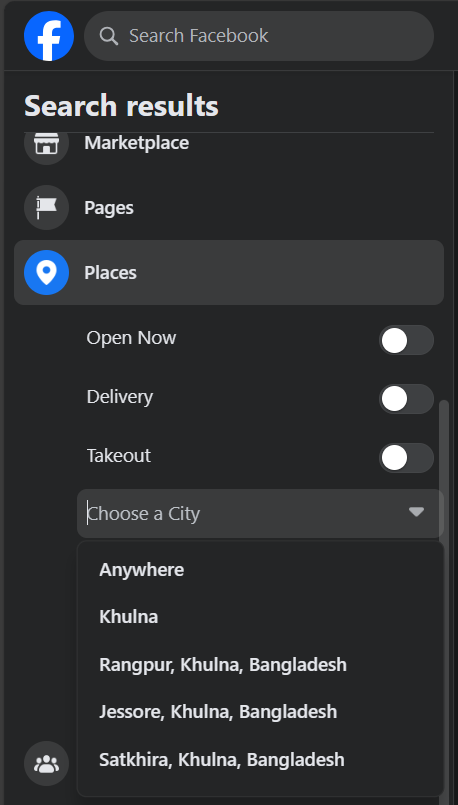 Search Facebook
Search results
Marketplace
Pages
Places
Open Now
Delivery
Takeout
Choose a City
Anywhere
Khulna
Rangpur, Khulna, Bangladesh
Jessore, Khulna, Bangladesh
Satkhira, Khulna, Bangladesh